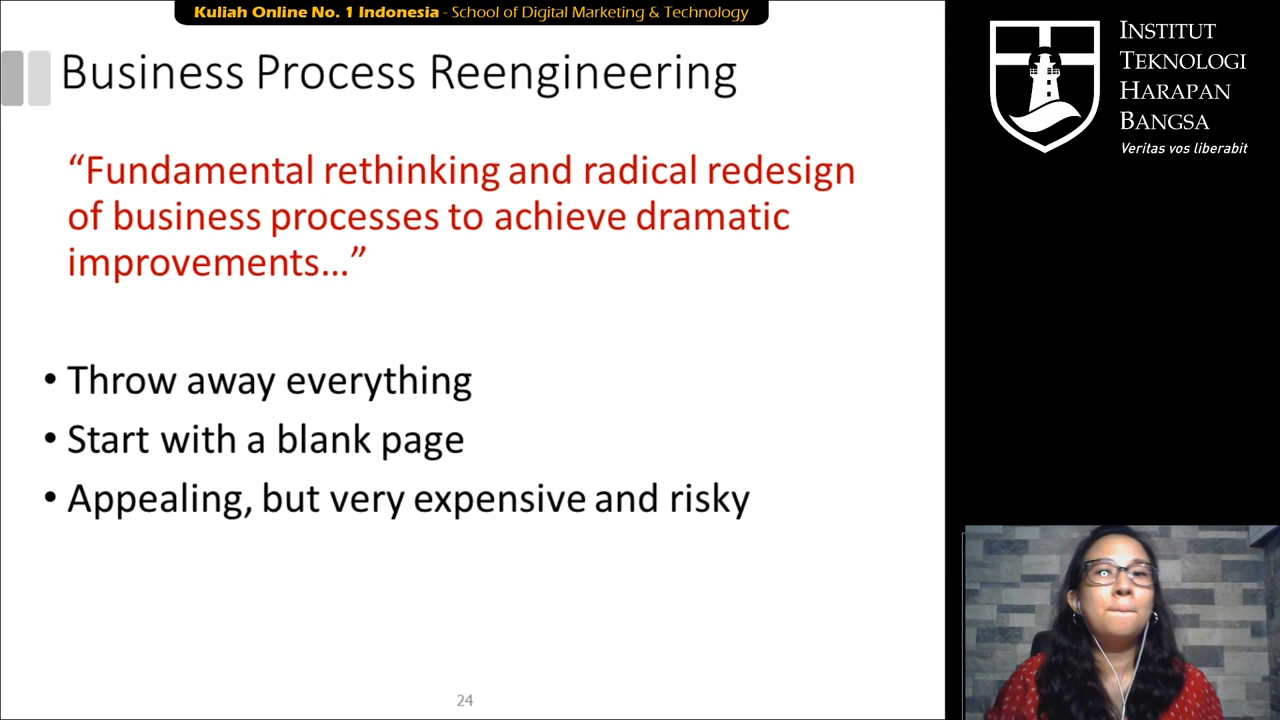 Kuliah Online No. 1 Indonesia - School of Digital Marketing & Technology
Business Process Reengineering
“Fundamental rethinking and radical redesign
of business processes to achieve dramatic
improvements…”
• Throw away everything
• Start with a blank page
• Appealing, but very expensive and risky
24
INSTITUT
TEKNOLOGI
HARAPAN
BANGSA
Veritas vos liberabit